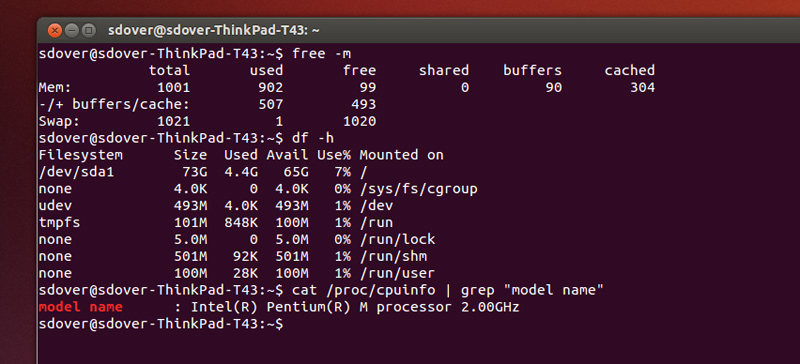 sdover@sdover-ThinkPad-T43: ~
sdover@sdover-ThinkPad-T43:~$ free -m
             total       used       free     shared    buffers     cached
Mem:          1001        902         99          0         90        304
-/+ buffers/cache:        507        493
Swap:         1021          1       1020
sdover@sdover-ThinkPad-T43:~$ df -h
Filesystem      Size  Used Avail Use% Mounted on
/dev/sda1        73G  4.4G   65G   7% /
none            4.0K     0  4.0K   0% /sys/fs/cgroup
udev            493M  4.0K  493M   1% /dev
tmpfs           101M  848K  100M   1% /run
none            5.0M     0  5.0M   0% /run/lock
none            501M   92K  501M   1% /run/shm
none            100M   28K  100M   1% /run/user
sdover@sdover-ThinkPad-T43:~$ cat /proc/cpuinfo | grep "model name"
model name      : Intel(R) Pentium(R) M processor 2.00GHz
sdover@sdover-ThinkPad-T43:~$